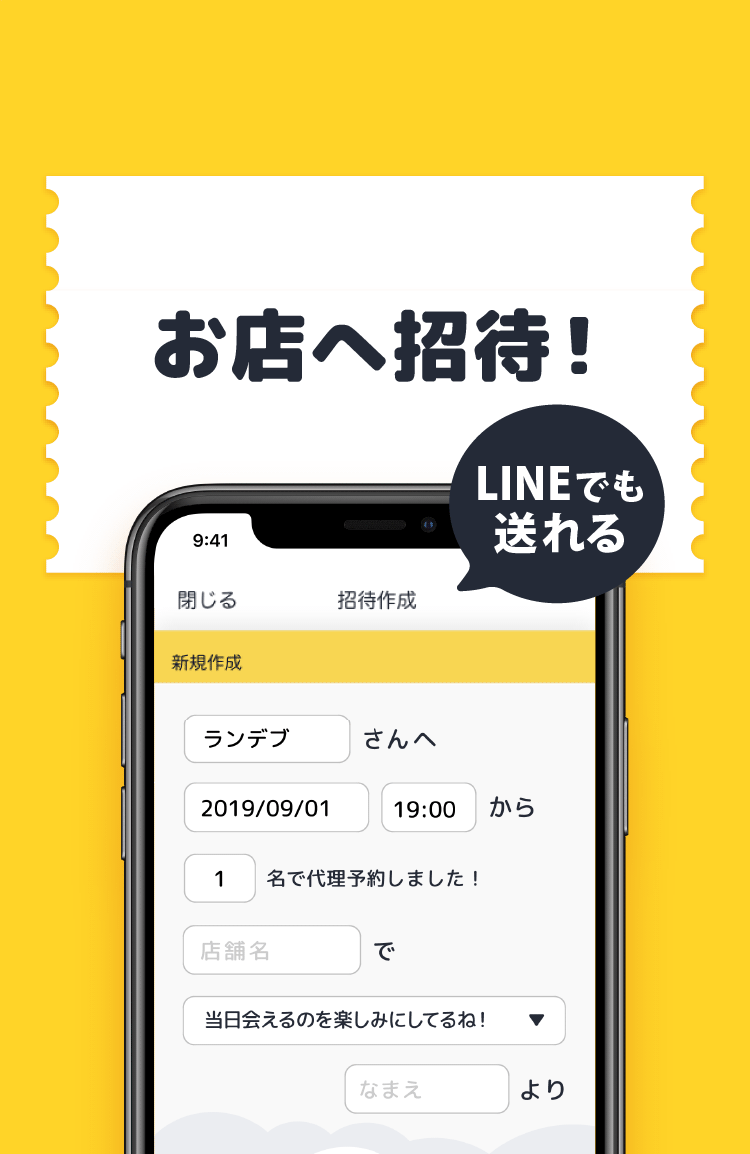 お店へ招待！
LINEでも
送れる
9:41
閉じる 招待作成
新規作成
ランデブ さんへ
2019/09/01 19:00 から
1 名で代理予約しました！
店舗名 で
当日会えるのを楽しみにしてるね！ ▼
なまえ より